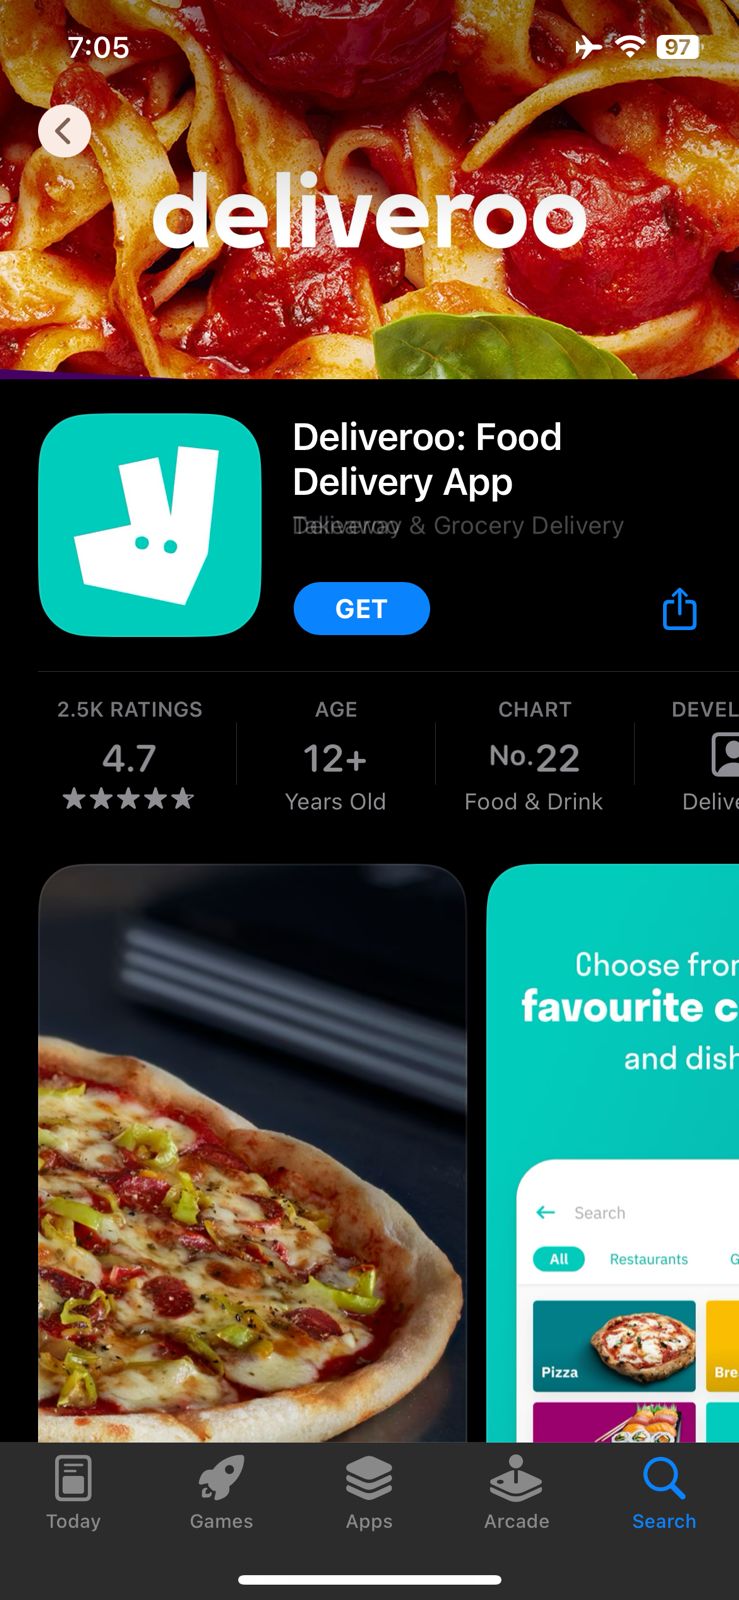 7:05
97
deliveroo
Deliveroo: Food
Delivery App
& Grocery Delivery
GET
2.5K RATINGS
4.7
AGE
12+
Years Old
CHART
No.22
Food & Drink
DEVEL
Delive
Choose fror
favourite c
and dish
Search
All
Restaurants
G
Pizza
Bre
Today
Games
Apps
Arcade
Search